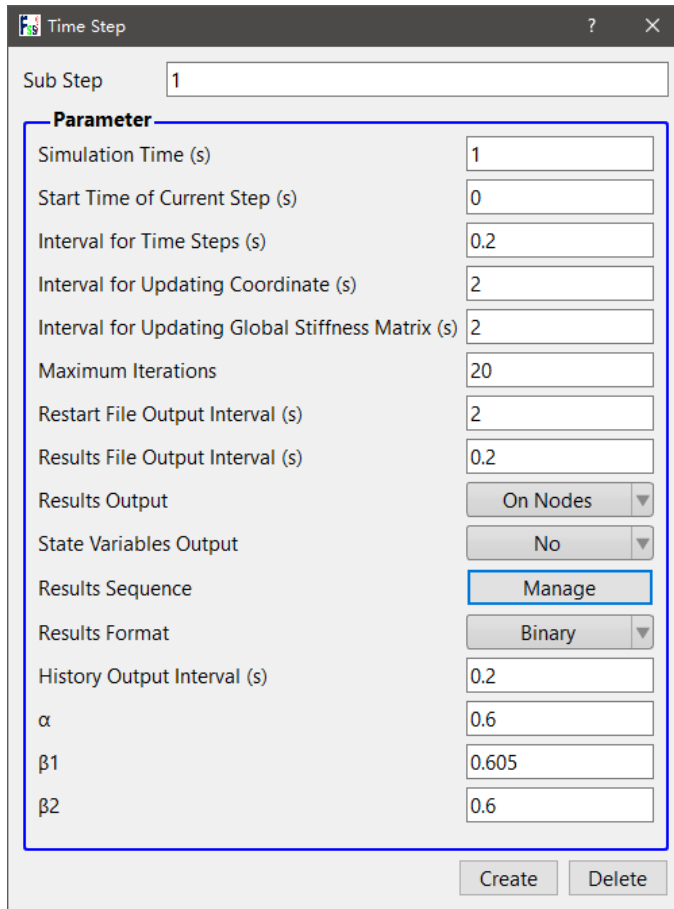 Time Step
Sub Step 1
Parameter
Simulation Time (s) 1
Start Time of Current Step (s) 0
Interval for Time Steps (s) 0.2
Interval for Updating Coordinate (s) 2
Interval for Updating Global Stiffness Matrix (s) 2
Maximum Iterations 20
Restart File Output Interval (s) 2
Results File Output Interval (s) 0.2
Results Output On Nodes
State Variables Output No
Results Sequence Manage
Results Format Binary
History Output Interval (s) 0.2
α 0.6
β1 0.605
β2 0.6
Create Delete